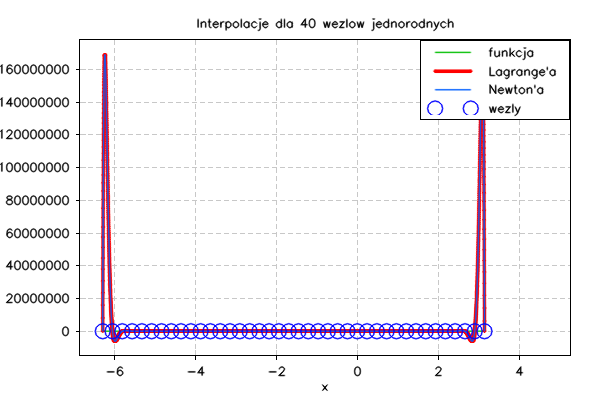 Interpolacje dla 40 wezlow jednorodnych
funkcja
Lagrange'a
Newton'a
wezly
160000000
140000000
120000000
100000000
80000000
60000000
40000000
20000000
0
−6 −4 −2 0 2 4
x